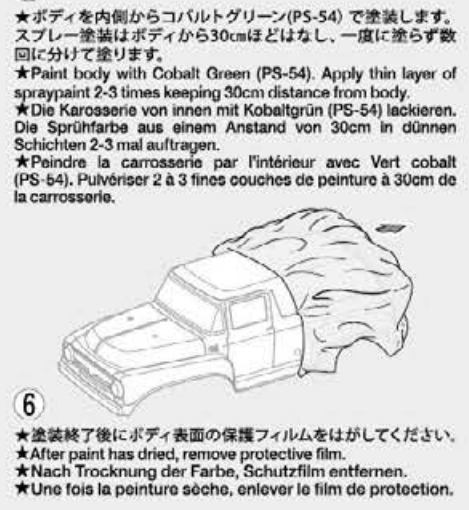 ★ボディを内側からコバルトグリーン(PS-54) で塗装します。
スプレー塗装はボディから30cmほどはなし、一度に塗らず数
回に分けて塗ります。
★Paint body with Cobalt Green (PS-54). Apply thin layer of
spraypaint 2-3 times keeping 30cm distance from body.
★Die Karosserie von innen mit Kobaltgrün (PS-54) lackieren.
Die Sprühfarbe aus einem Anstand von 30cm in dünnen
Schichten 2-3 mal auftragen.
★Peindre la carrosserie par l'intérieur avec Vert cobalt
(PS-54). Pulvériser 2 à 3 fines couches de peinture à 30cm de
la carrosserie.
6
★塗装終了後にボディ表面の保護フィルムをはがしてください。
★After paint has dried, remove protective film.
★Nach Trocknung der Farbe, Schutzfilm entfernen.
★Une fois la peinture sèche, enlever le film de protection.